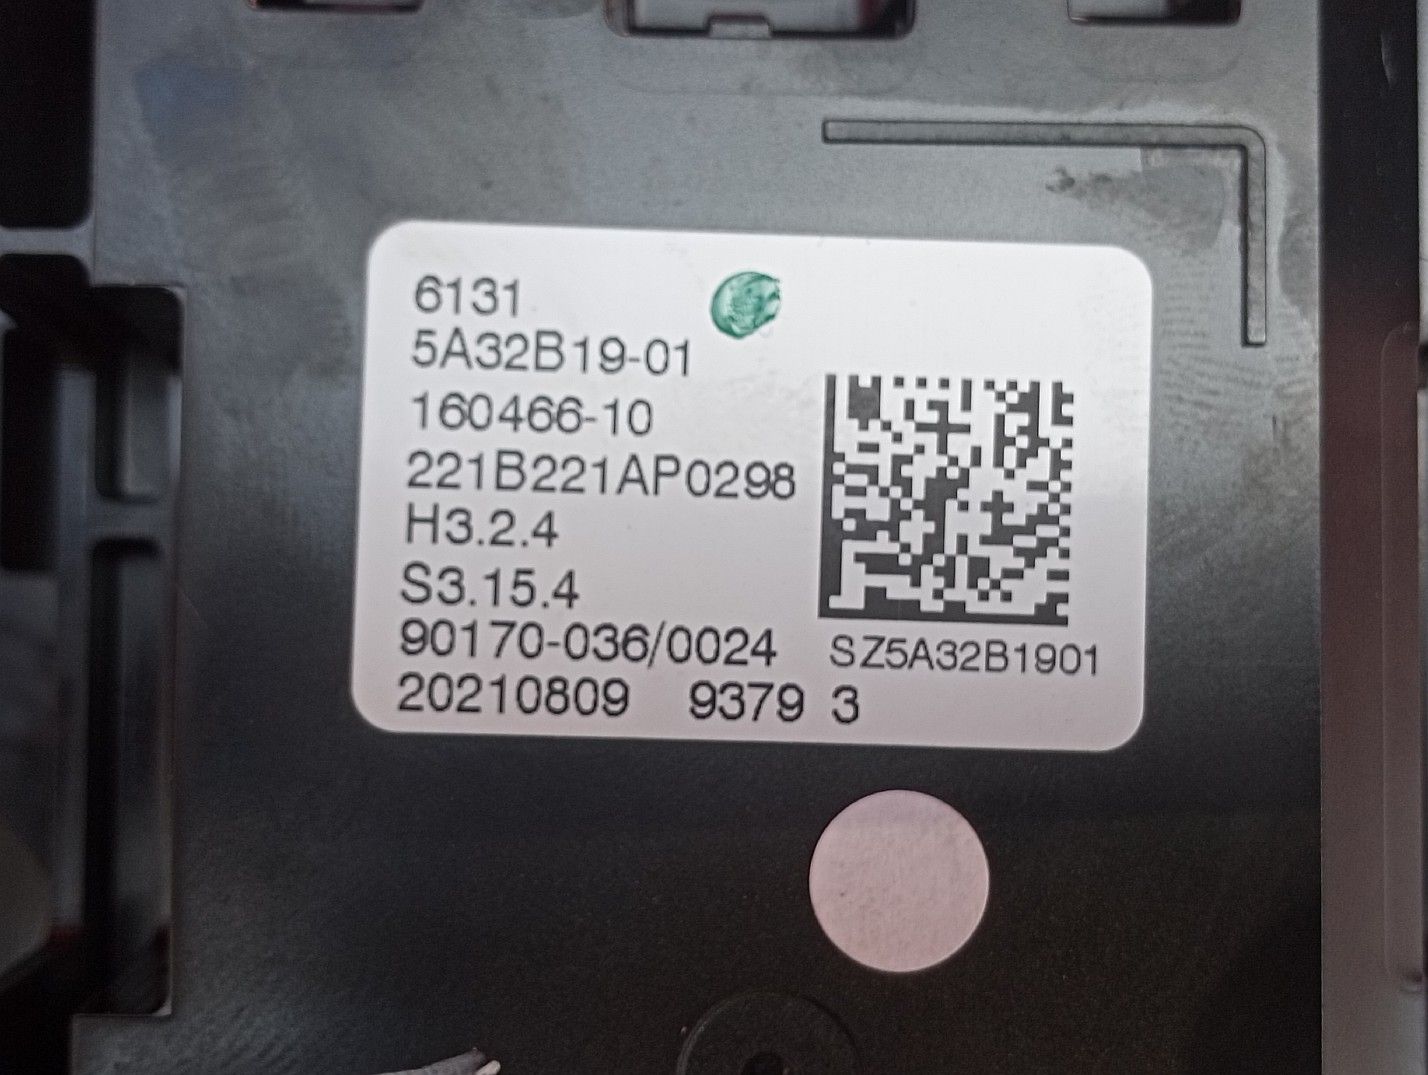 6131
5A32B19-01
160466-10
221B221AP0298
H3.2.4
S3.15.4
90170-036/0024
SZ5A32B1901
20210809 9379 3